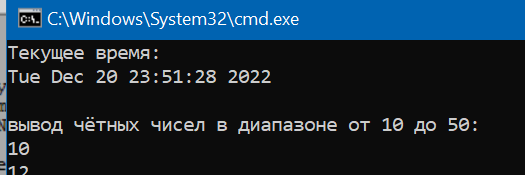 C:\Windows\System32\cmd.exe
Текущее время:
Tue Dec 20 23:51:28 2022
вывод чётных чисел в диапазоне от 10 до 50:
10
12